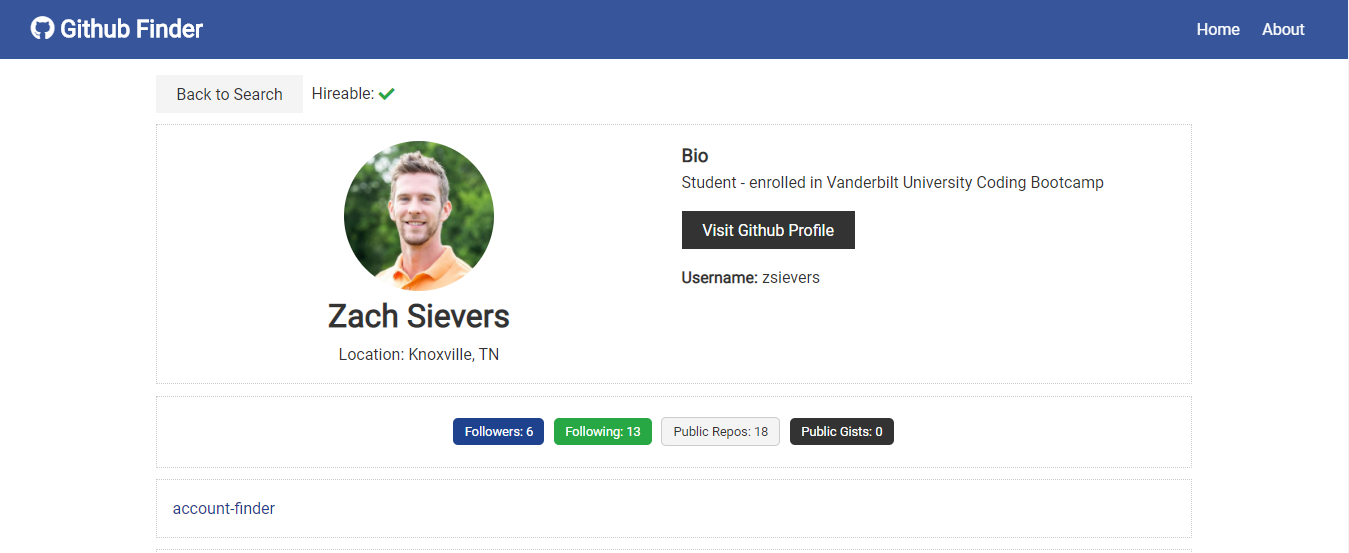 Github Finder
Home About
Back to Search Hireable:
Bio
Student - enrolled in Vanderbilt University Coding Bootcamp
Visit Github Profile
Username: zsievers
Zach Sievers
Location: Knoxville, TN
Followers: 6 Following: 13 Public Repos: 18 Public Gists: 0
account-finder